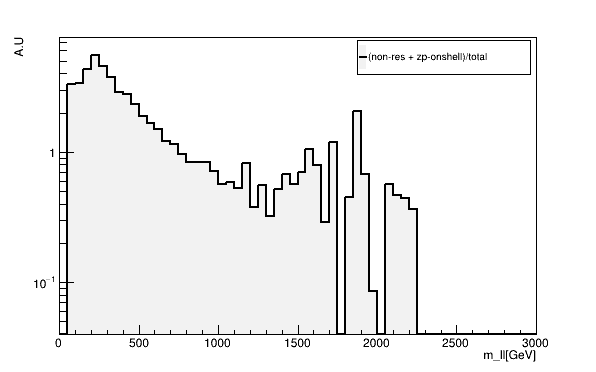 A.U
(non-res + zp-onshell)/total
1
10⁻¹
0 500 1000 1500 2000 2500 3000
m_ll[GeV]